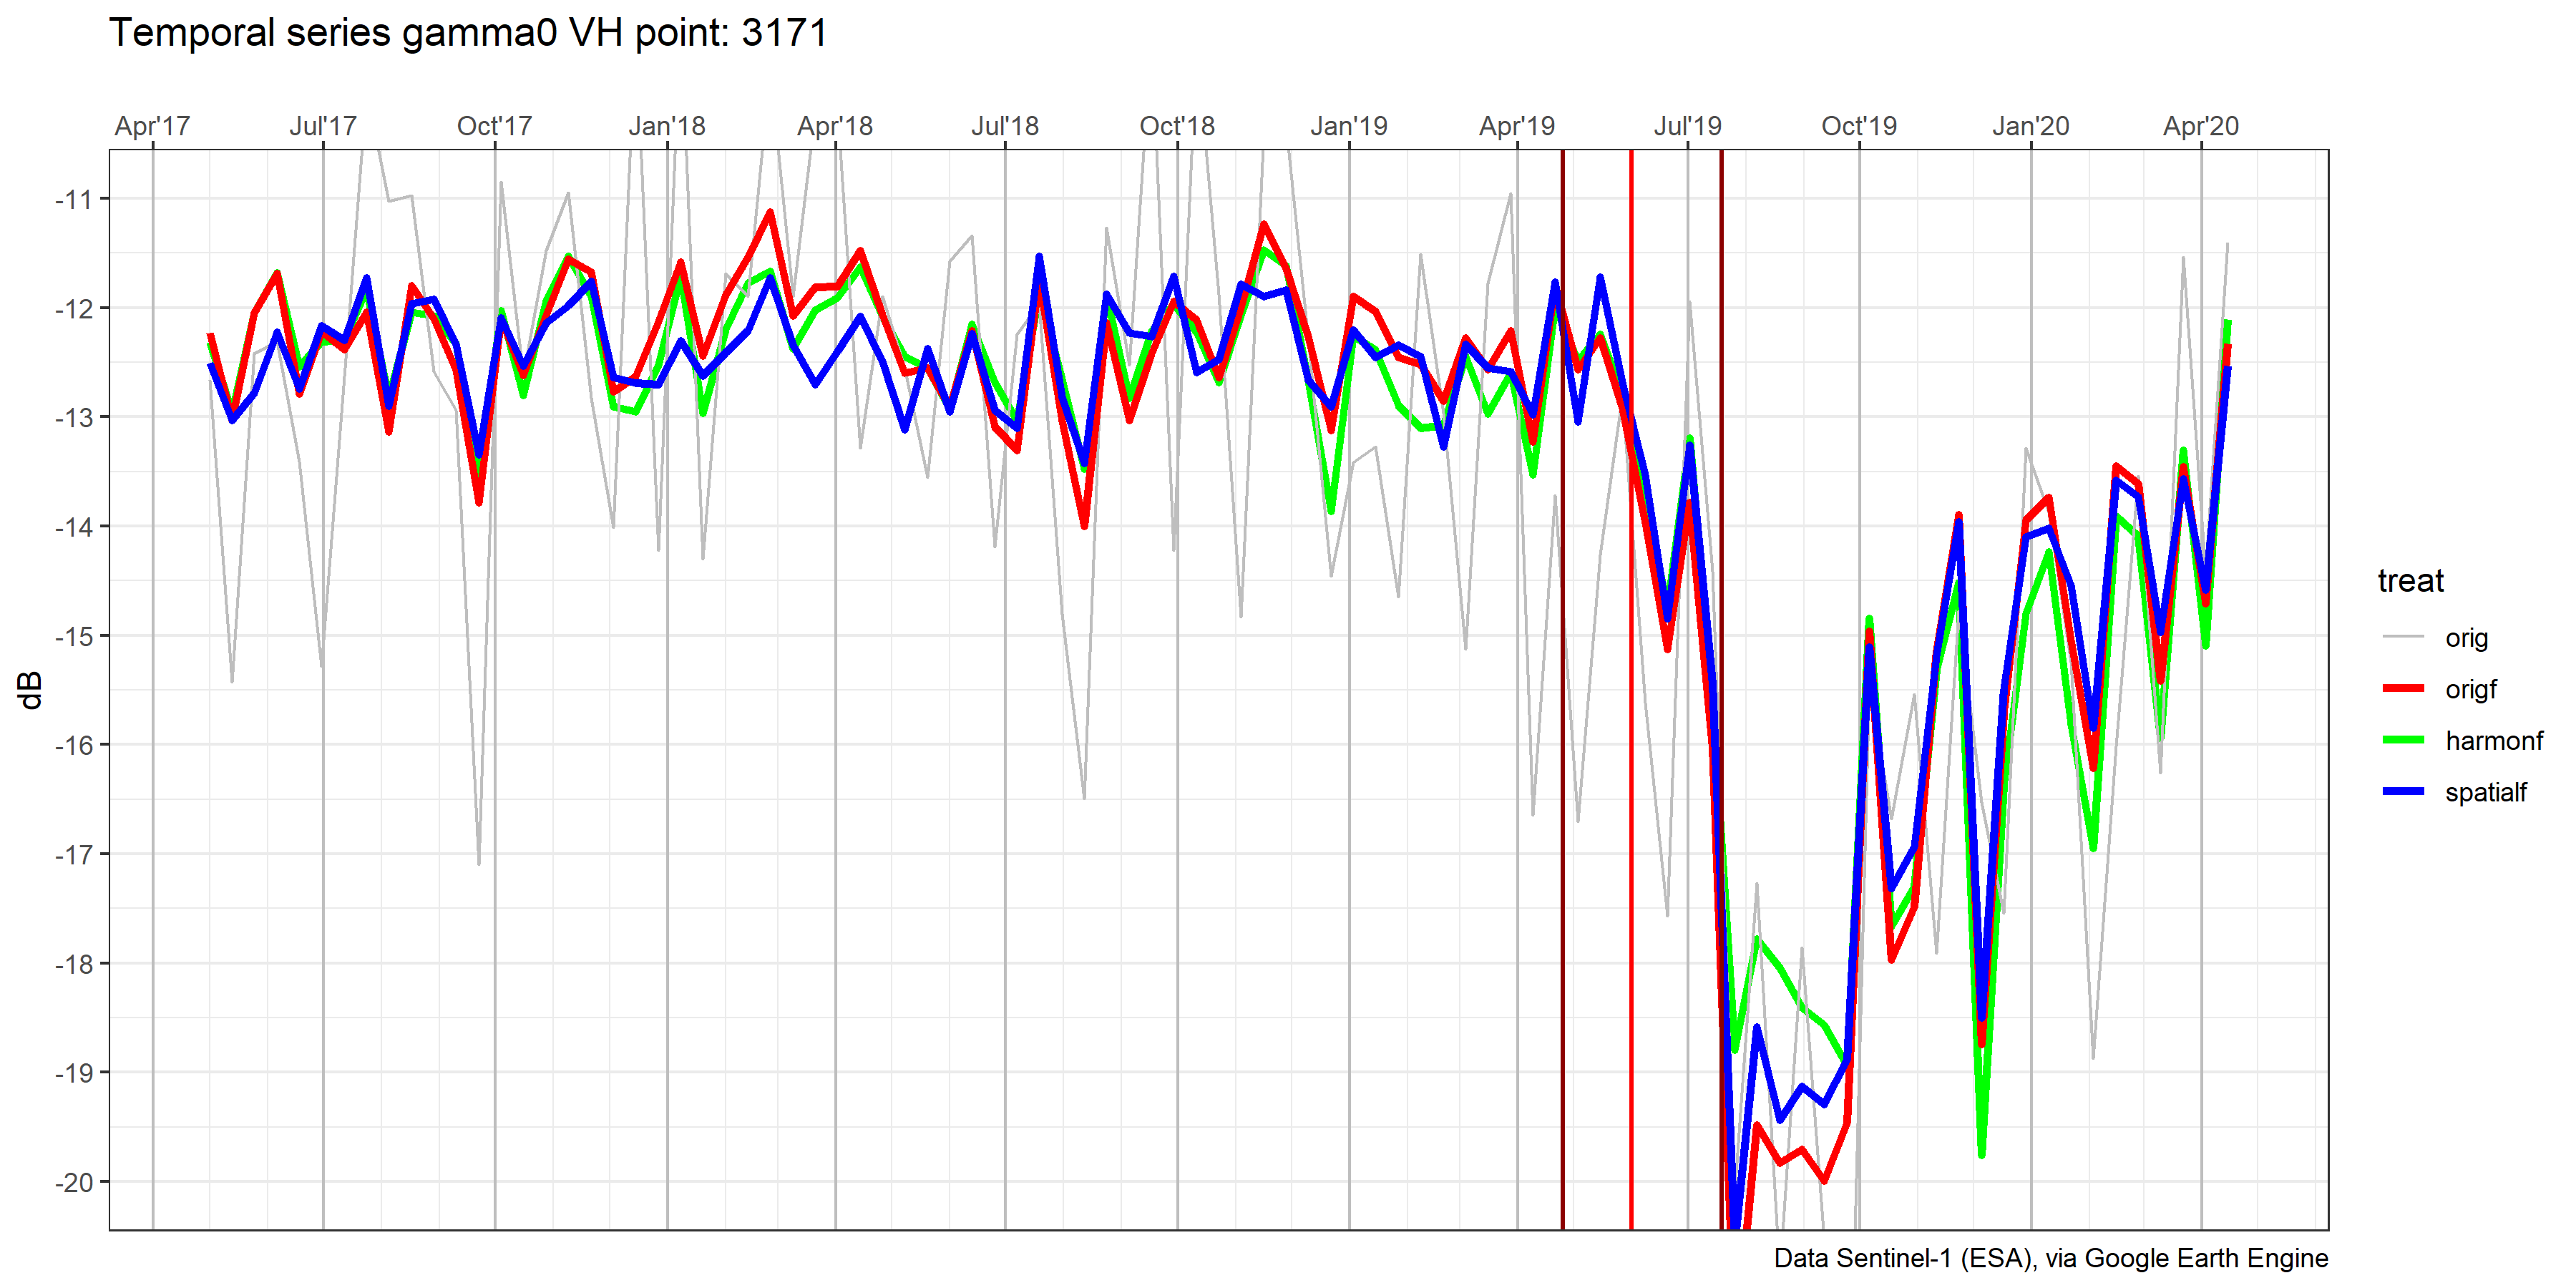 Temporal series gamma0 VH point: 3171
Apr'17 Jul'17 Oct'17 Jan'18 Apr'18 Jul'18 Oct'18 Jan'19 Apr'19 Jul'19 Oct'19 Jan'20 Apr'20
-11
-12
-13
-14
-15
-16
-17
-18
-19
-20
dB
treat
orig
origf
harmonf
spatialf
Data Sentinel-1 (ESA), via Google Earth Engine